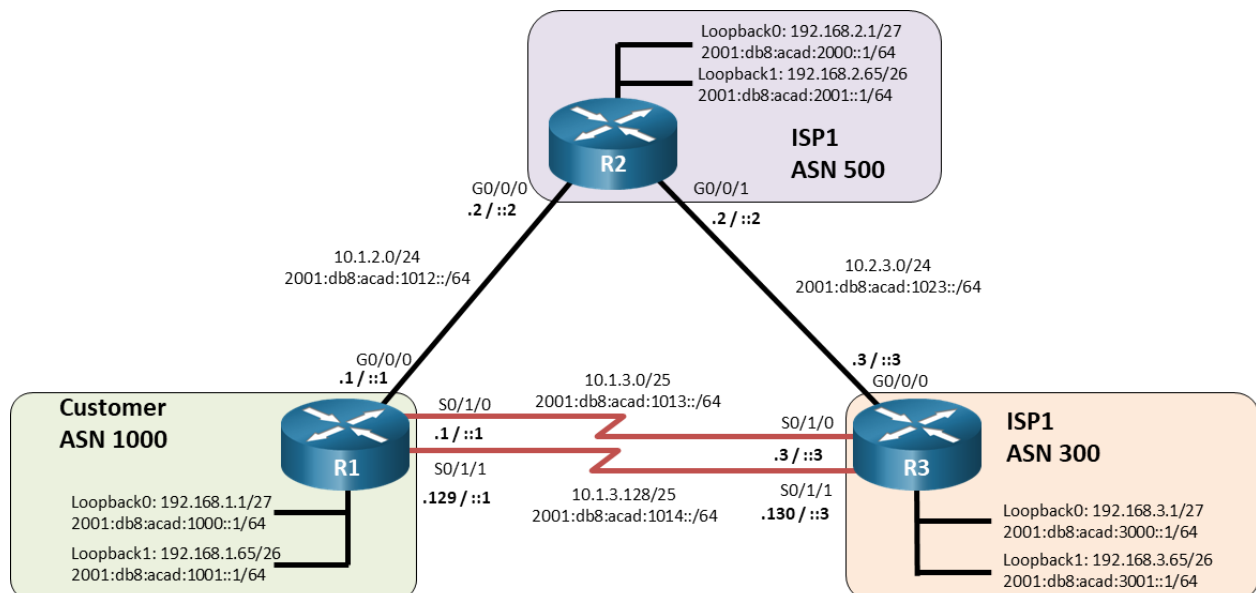 Loopback0: 192.168.2.1/27
2001:db8:acad:2000::1/64
Loopback1: 192.168.2.65/26
2001:db8:acad:2001::1/64
R2
ISP1
ASN 500
G0/0/0
.2 / ::2
G0/0/1
.2 / ::2
10.1.2.0/24
2001:db8:acad:1012::/64
10.2.3.0/24
2001:db8:acad:1023::/64
G0/0/0
.1 / ::1
.3 / ::3
G0/0/0
Customer
ASN 1000
R1
S0/1/0
.1 / ::1
S0/1/1
.129 / ::1
10.1.3.0/25
2001:db8:acad:1013::/64
S0/1/0
.3 / ::3
10.1.3.128/25
2001:db8:acad:1014::/64
S0/1/1
.130 / ::3
R3
ISP1
ASN 300
Loopback0: 192.168.1.1/27
2001:db8:acad:1000::1/64
Loopback1: 192.168.1.65/26
2001:db8:acad:1001::1/64
Loopback0: 192.168.3.1/27
2001:db8:acad:3000::1/64
Loopback1: 192.168.3.65/26
2001:db8:acad:3001::1/64